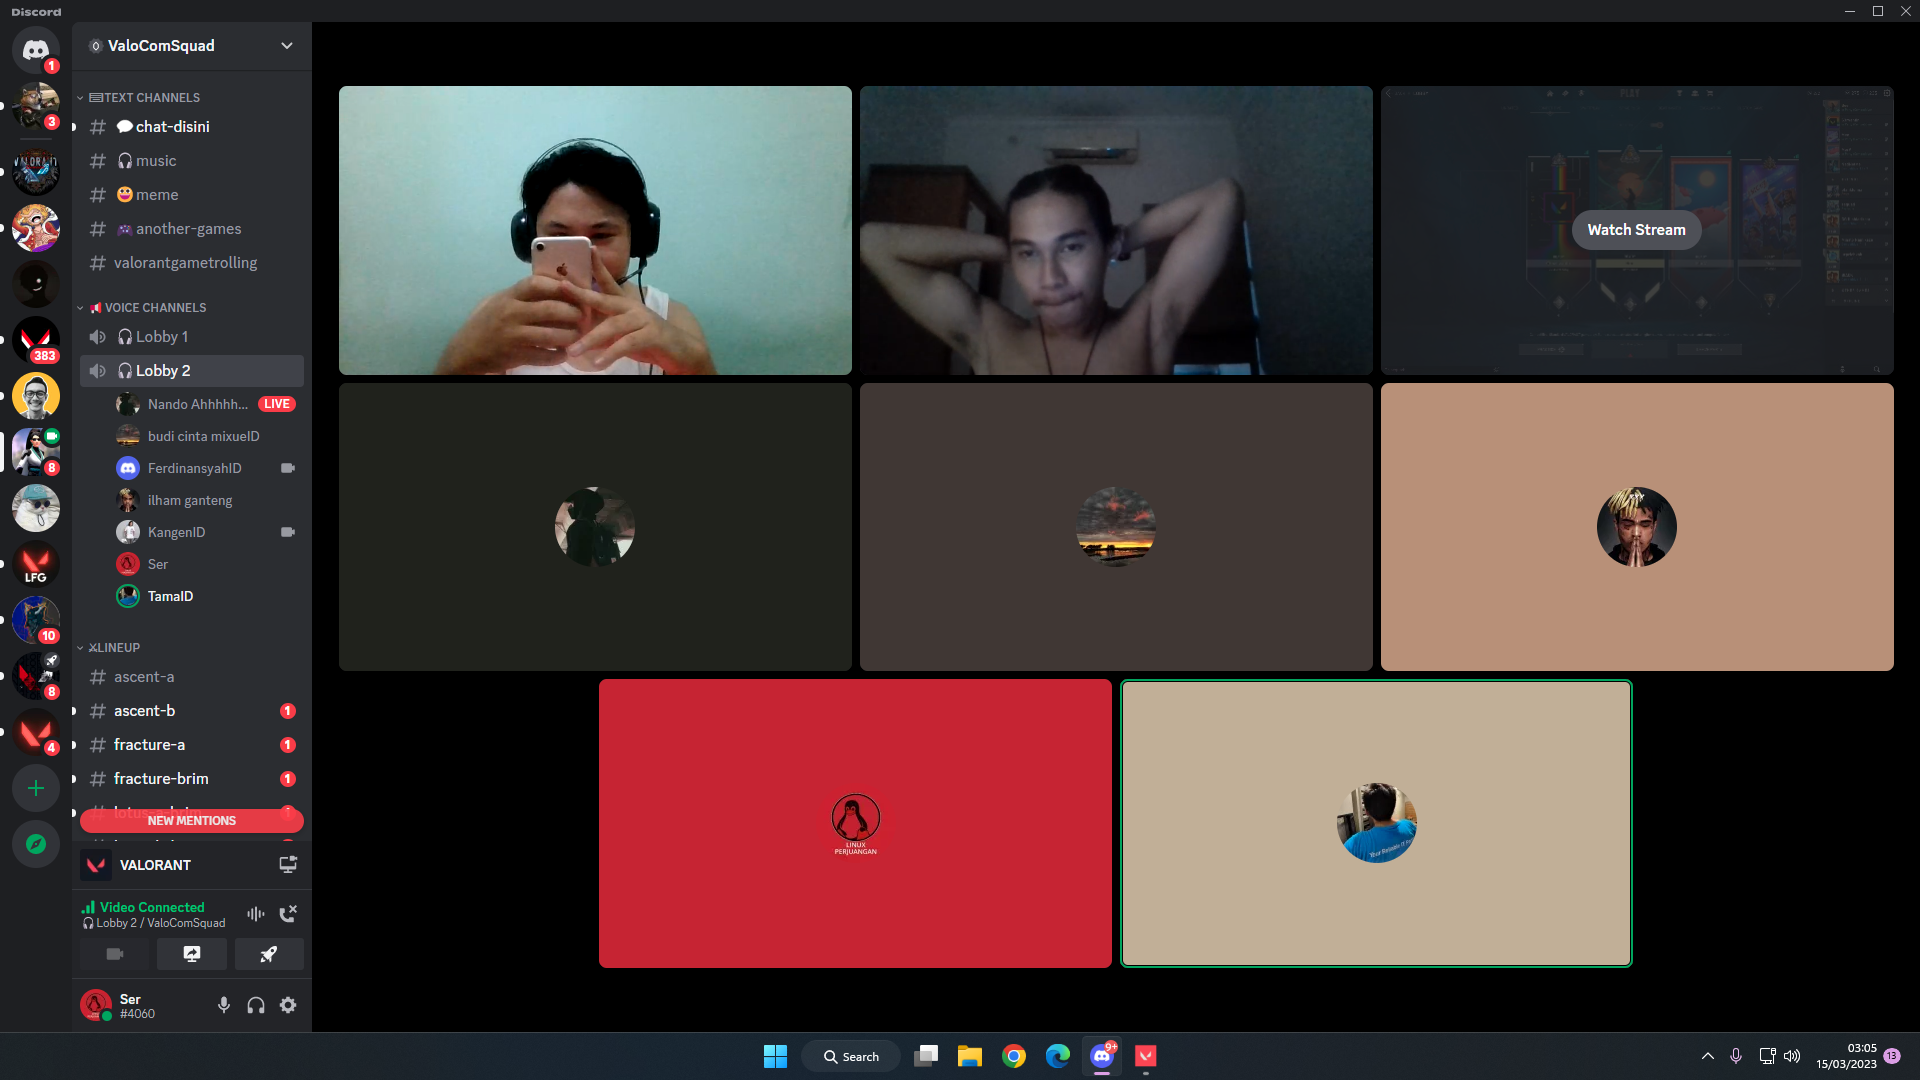 Discord
ValoComSquad
TEXT CHANNELS
chat-disini
music
meme
another-games
valorantgametrolling
VOICE CHANNELS
Lobby 1
Lobby 2
Nando Ahhhhh... LIVE
budi cinta mixueID
FerdinansyahID
ilham ganteng
KangenID
Ser
TamaID
LINEUP
ascent-a
ascent-b 1
fracture-a 1
fracture-brim 1
NEW MENTIONS
VALORANT
Video Connected
Lobby 2 / ValoComSquad
Ser
#4060
1
3
383
8
LFG
10
8
4
PLAY
Watch Stream
LINUX
PERJUANGAN
Search
9+
03:05
15/03/2023
13